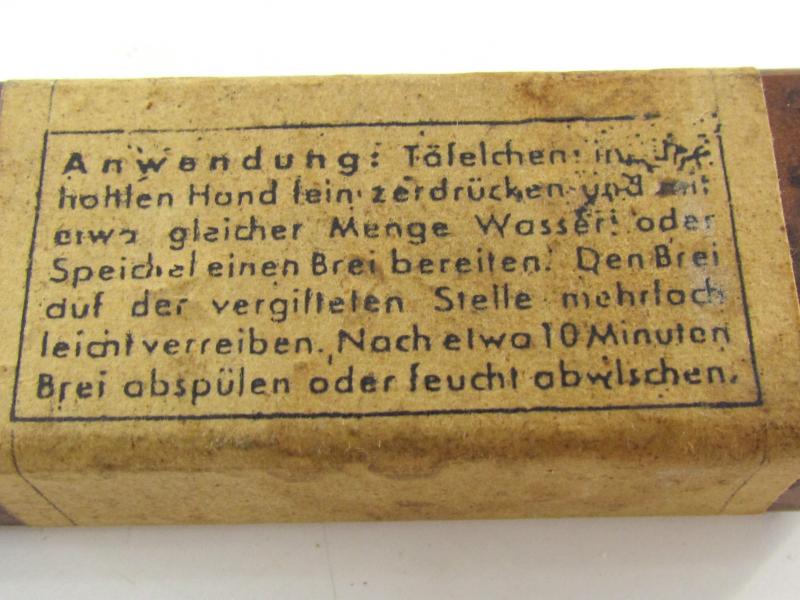 Anwendung: Täfelchen in der
hohlen Hand fein zerdrücken und mit
etwa gleicher Menge Wasser oder
Speichel einen Brei bereiten. Den Brei
auf der vergifteten Stelle mehrfach
leicht verreiben. Nach etwa 10 Minuten
Brei abspülen oder feucht abwischen.